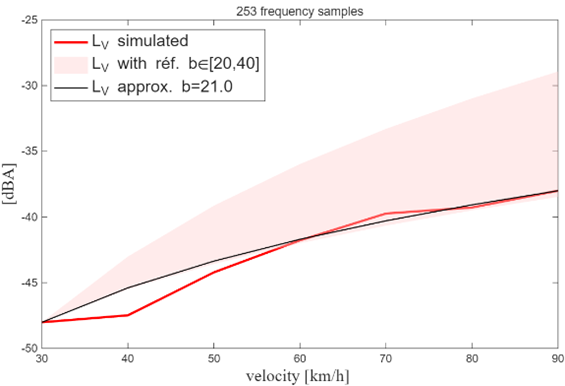 253 frequency samples
L_V simulated
L_V with réf. b∈[20,40]
L_V approx. b=21.0
[dBA]
-25
-30
-35
-40
-45
-50
30 40 50 60 70 80 90
velocity [km/h]